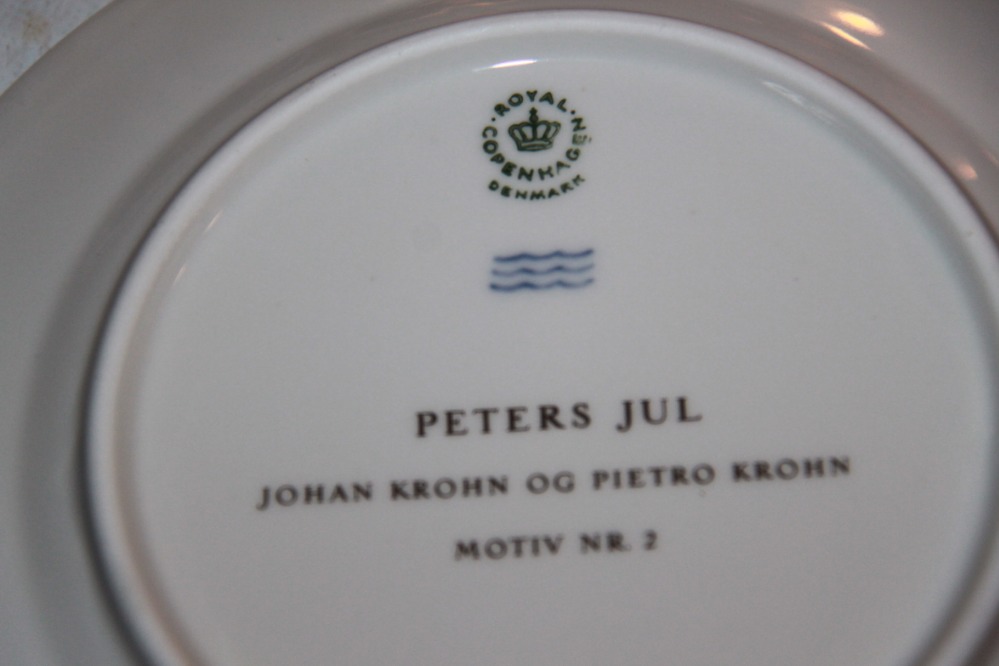 ROYAL
COPENHAGEN
DENMARK
PETERS JUL
JOHAN KROHN OG PIETRO KROHN
MOTIV NR. 2